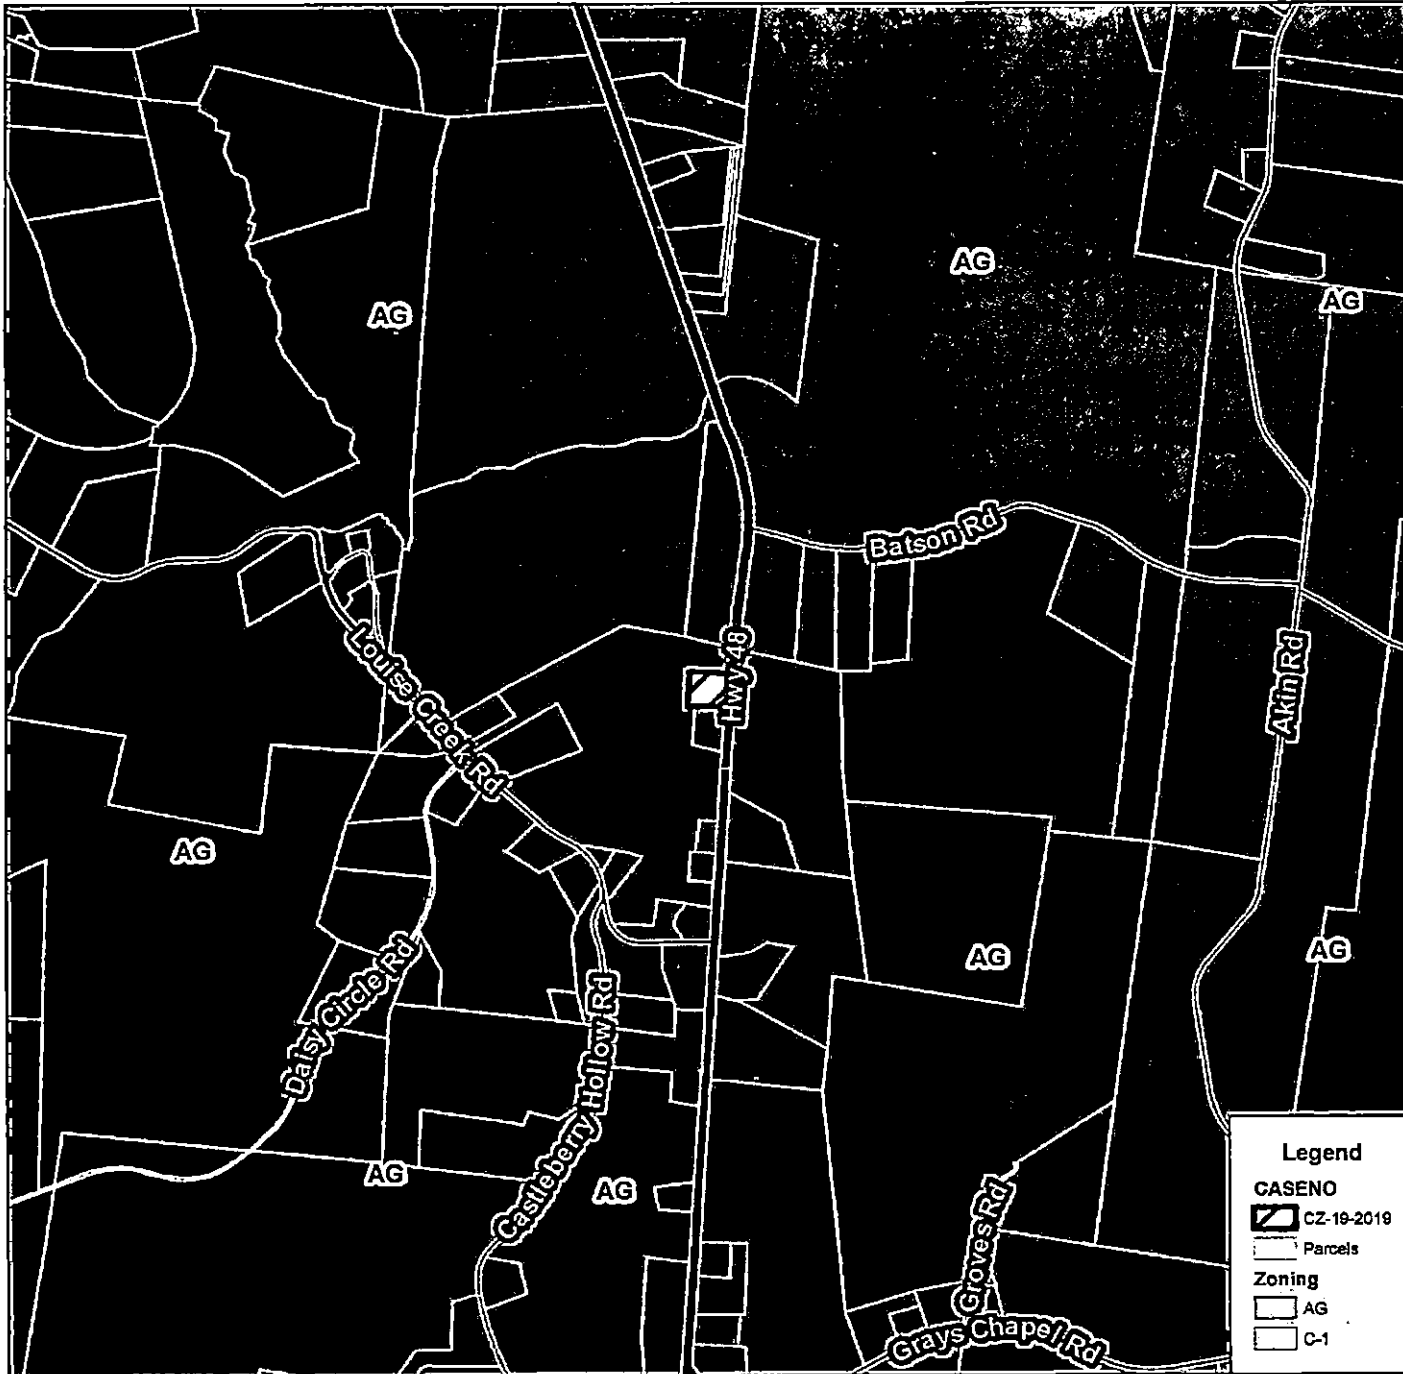 AG
AG
AG
Batson Rd
Hwy 48
Louise Creek Rd
Akin Rd
AG
AG
AG
Daisy Circle Rd
Castleberry Hollow Rd
AG
AG
Groves Rd
Grays Chapel Rd
Legend
CASENO
CZ-19-2019
Parcels
Zoning
AG
C-1